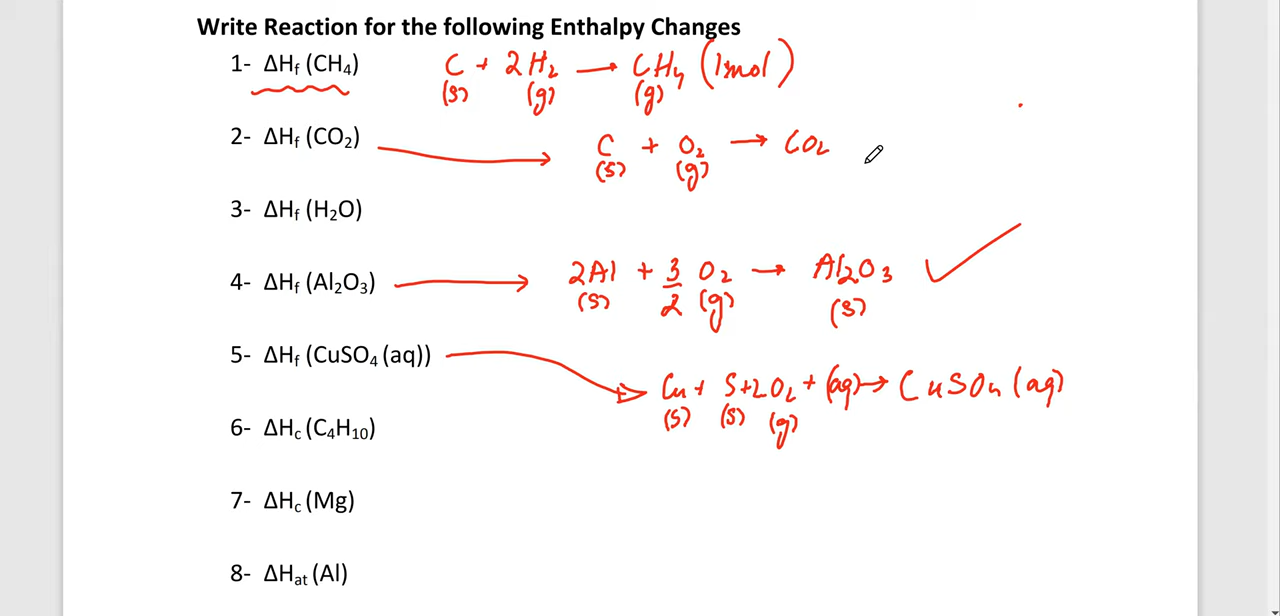 Write Reaction for the following Enthalpy Changes
1- ΔHf (CH4) C + 2H2 → CH4 (1mol)
(s) (g) (g)
2- ΔHf (CO2) → C + O2 → CO2
(s) (g)
3- ΔHf (H2O)
4- ΔHf (Al2O3) → 2Al + 3/2 O2 → Al2O3 ✓
(s) (g) (s)
5- ΔHf (CuSO4 (aq)) → Cu + S + 2O2 + (aq) → CuSO4 (aq)
(s) (s) (g)
6- ΔHc (C4H10)
7- ΔHc (Mg)
8- ΔHat (Al)